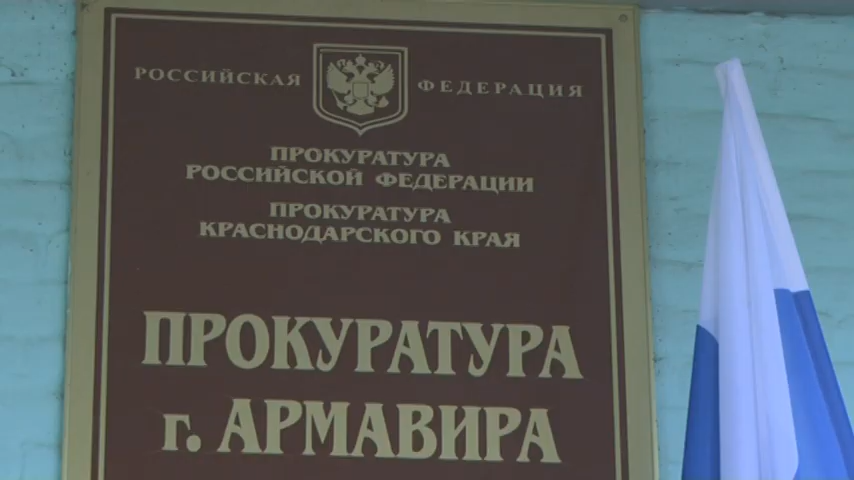 РОССИЙСКАЯ ФЕДЕРАЦИЯ
ПРОКУРАТУРА
РОССИЙСКОЙ ФЕДЕРАЦИИ
ПРОКУРАТУРА
КРАСНОДАРСКОГО КРАЯ
ПРОКУРАТУРА
г. АРМАВИРА